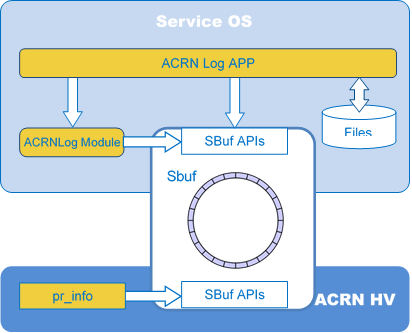 Service OS
ACRN Log APP
ACRNLog Module
SBuf APIs
Files
Sbuf
pr_info
SBuf APIs
ACRN HV